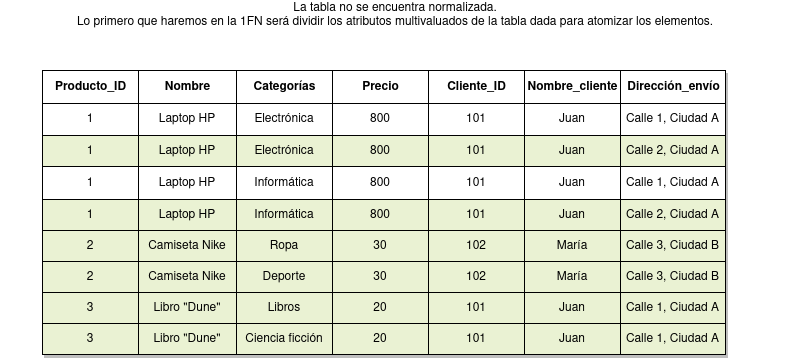 La tabla no se encuentra normalizada.
Lo primero que haremos en la 1FN será dividir los atributos multivaluados de la tabla dada para atomizar los elementos.
Producto_ID Nombre Categorías Precio Cliente_ID Nombre_cliente Dirección_envío
1 Laptop HP Electrónica 800 101 Juan Calle 1, Ciudad A
1 Laptop HP Electrónica 800 101 Juan Calle 2, Ciudad A
1 Laptop HP Informática 800 101 Juan Calle 1, Ciudad A
1 Laptop HP Informática 800 101 Juan Calle 2, Ciudad A
2 Camiseta Nike Ropa 30 102 María Calle 3, Ciudad B
2 Camiseta Nike Deporte 30 102 María Calle 3, Ciudad B
3 Libro "Dune" Libros 20 101 Juan Calle 1, Ciudad A
3 Libro "Dune" Ciencia ficción 20 101 Juan Calle 1, Ciudad A